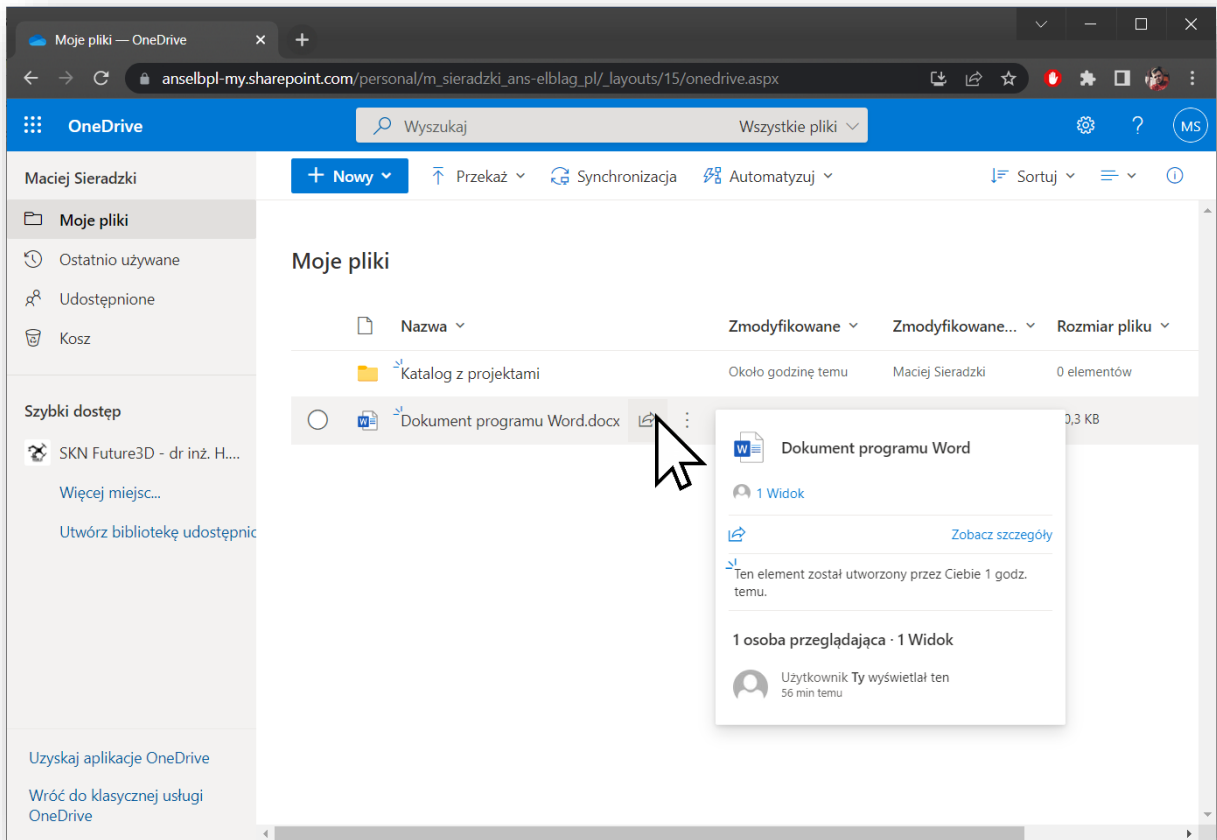 Moje pliki — OneDrive
anselbpl-my.sharepoint.com/personal/m_sieradzki_ans-elblag_pl/_layouts/15/onedrive.aspx
OneDrive
Wyszukaj
Wszystkie pliki
MS
Maciej Sieradzki
Nowy
Przekaż
Synchronizacja
Automatyzuj
Sortuj
Moje pliki
Ostatnio używane
Udostępnione
Kosz
Szybki dostęp
SKN Future3D - dr inż. H....
Więcej miejsc...
Utwórz bibliotekę udostępnic
Uzyskaj aplikacje OneDrive
Wróć do klasycznej usługi
OneDrive
Moje pliki
Nazwa Zmodyfikowane Zmodyfikowane... Rozmiar pliku
Katalog z projektami Około godzinę temu Maciej Sieradzki 0 elementów
Dokument programu Word.docx 0,3 KB
Dokument programu Word
1 Widok
Zobacz szczegóły
Ten element został utworzony przez Ciebie 1 godz.
temu.
1 osoba przeglądająca · 1 Widok
Użytkownik Ty wyświetlał ten
56 min temu